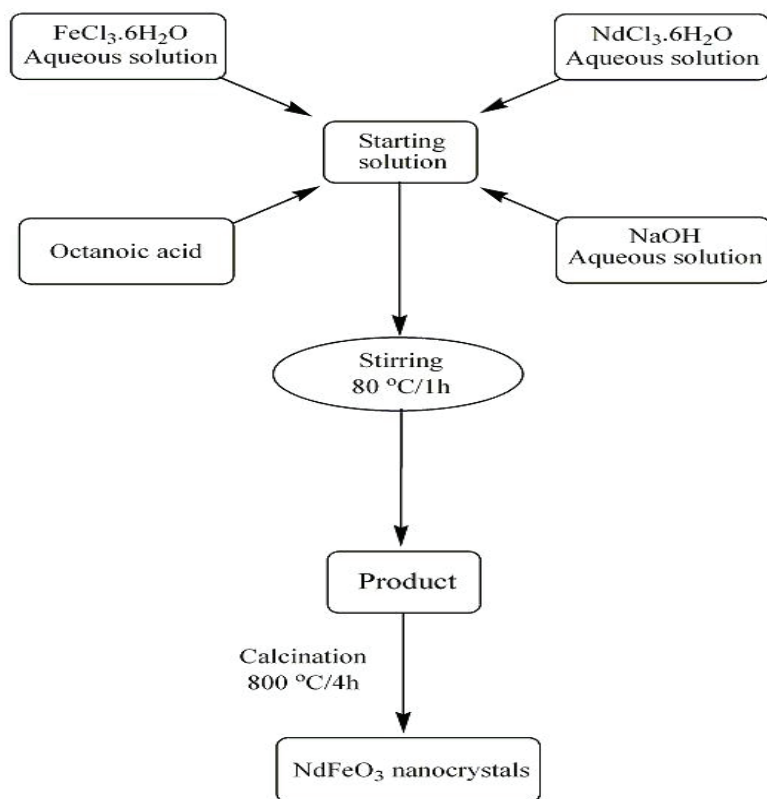 FeCl₃.6H₂O
Aqueous solution
NdCl₃.6H₂O
Aqueous solution
Starting
solution
Octanoic acid
NaOH
Aqueous solution
Stirring
80 °C/1h
Product
Calcination
800 °C/4h
NdFeO₃ nanocrystals